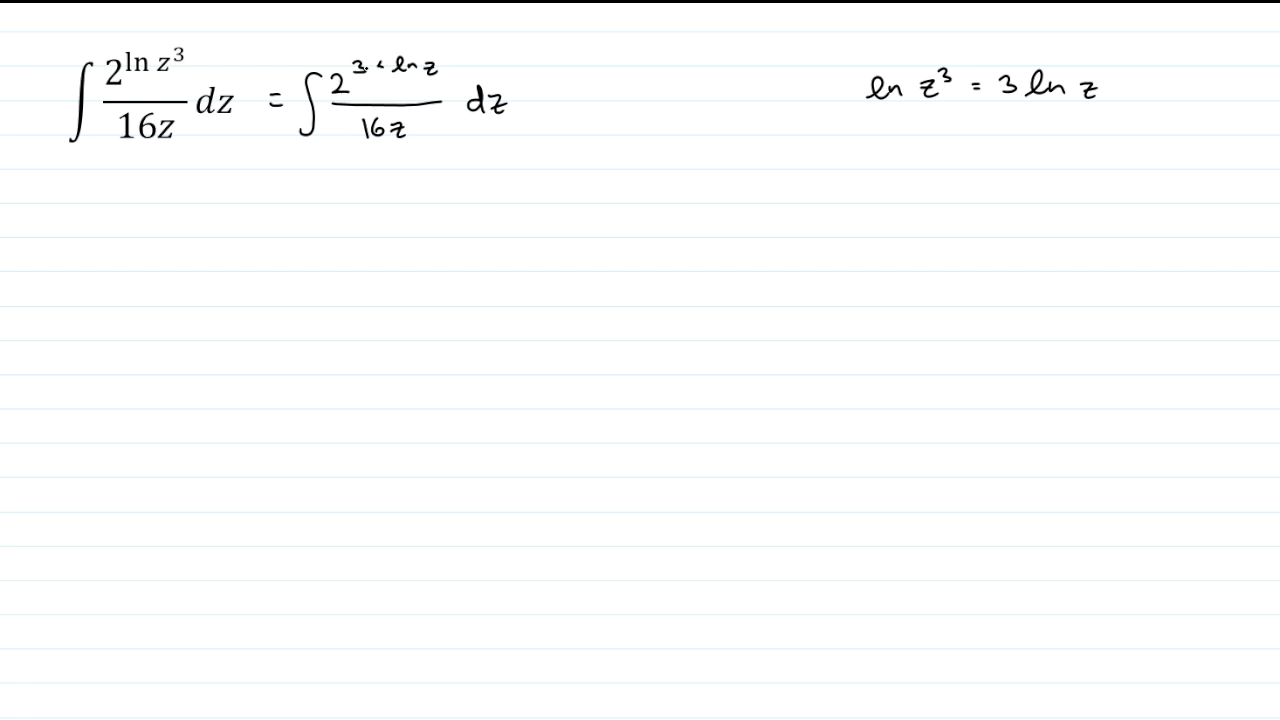 ∫ 2^{ln z³}/16z dz = ∫ 2^{3·ln z}/16z dz
ln z³ = 3 ln z